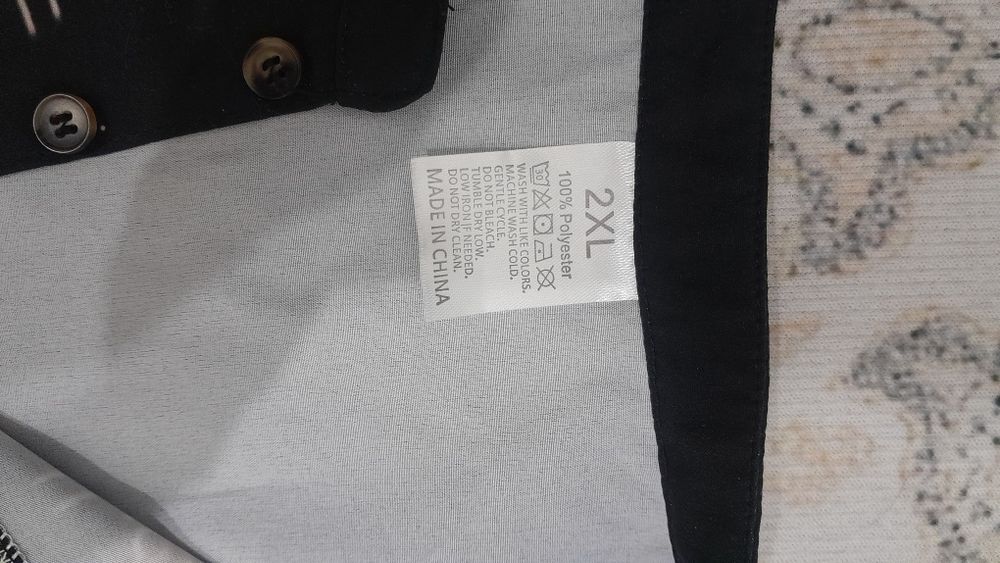 2XL
100% Polyester
30
WASH WITH LIKE COLORS.
MACHINE WASH COLD.
GENTLE CYCLE.
DO NOT BLEACH.
TUMBLE DRY LOW.
LOW IRON IF NEEDED.
DO NOT DRY CLEAN.
MADE IN CHINA